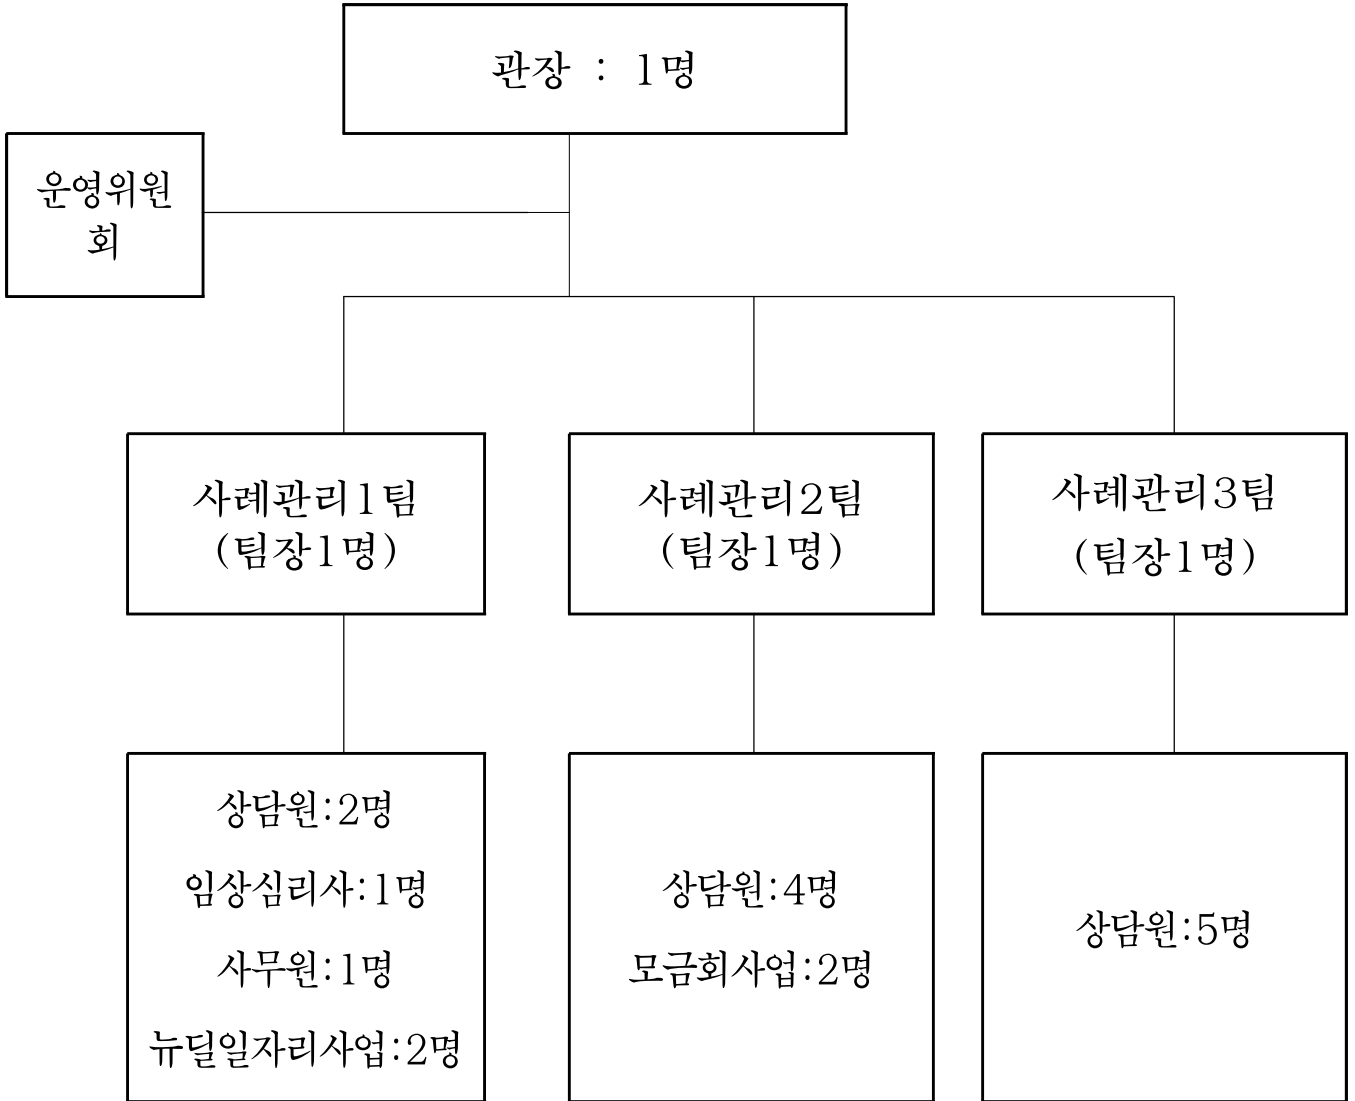 관장 : 1명
운영위원
회
사례관리1팀
(팀장1명)
사례관리2팀
(팀장1명)
사례관리3팀
(팀장1명)
상담원:2명
임상심리사:1명
사무원:1명
뉴딜일자리사업:2명
상담원:4명
모금회사업:2명
상담원:5명